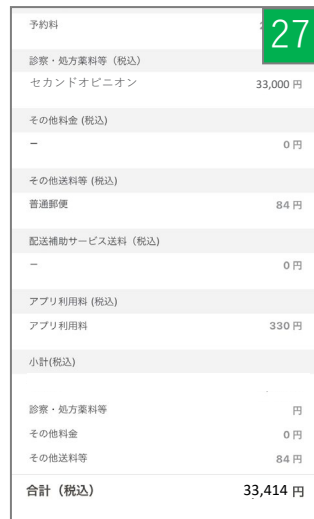 予約料
27
診察・処方薬料等（税込）
セカンドオピニオン 33,000 円
その他料金 (税込)
ー 0 円
その他送料等 (税込)
普通郵便 84 円
配送補助サービス送料（税込）
ー 0 円
アプリ利用料 (税込)
アプリ利用料 330 円
小計(税込)
診察・処方薬料等 円
その他料金 0 円
その他送料等 84 円
合計（税込） 33,414 円